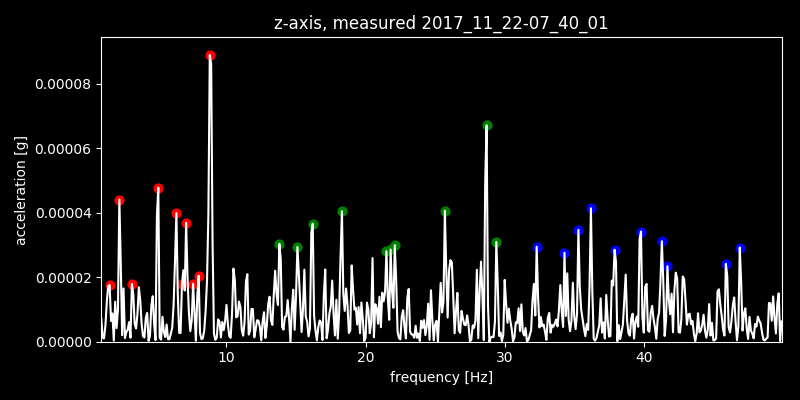 z-axis, measured 2017_11_22-07_40_01
0.00008
0.00006
0.00004
0.00002
0.00000
acceleration [g]
10 20 30 40
frequency [Hz]